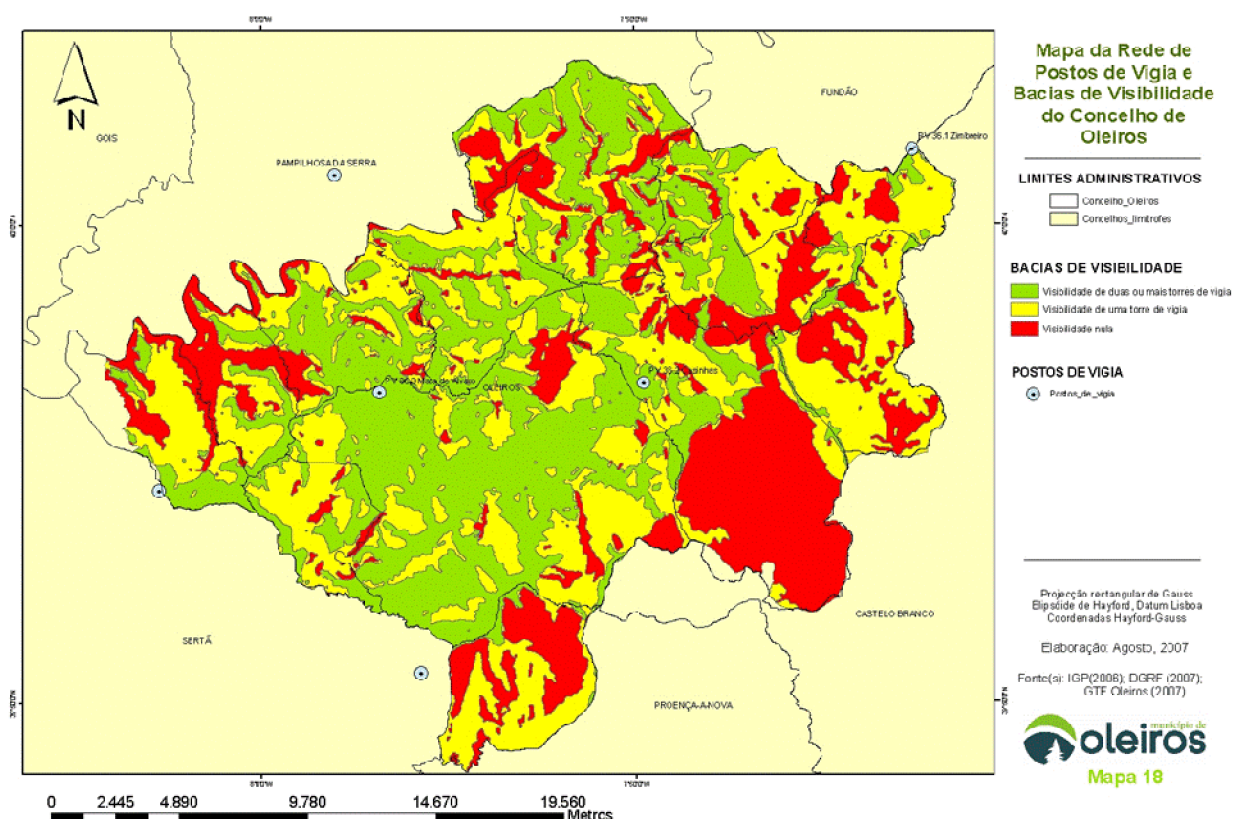 Mapa da Rede de
Postos de Vigia e
Bacias de Visibilidade
do Concelho de
Oleiros
LIMITES ADMINISTRATIVOS
Concelho_Oleiros
Concelhos_limítrofes
BACIAS DE VISIBILIDADE
Visibilidade de duas ou mais torres de vigia
Visibilidade de uma torre de vigia
Visibilidade nula
POSTOS DE VIGIA
Postos_de_vigia
Projecção rectangular de Gauss
Elipsóide de Hayford, Datum Lisboa
Coordenadas Hayford-Gauss
Elaboração: Agosto, 2007
Fonte(s): IGP(2006); DGRF (2007);
GTF Oleiros (2007)
município de
oleiros
Mapa 18
N
GOIS
PAMPILHOSA DA SERRA
FUNDÃO
PV 36.1 Zimbreiro
OLEIROS
SERTÃ
CASTELO BRANCO
PROENÇA-A-NOVA
0 2.445 4.890 9.780 14.670 19.560
Metros